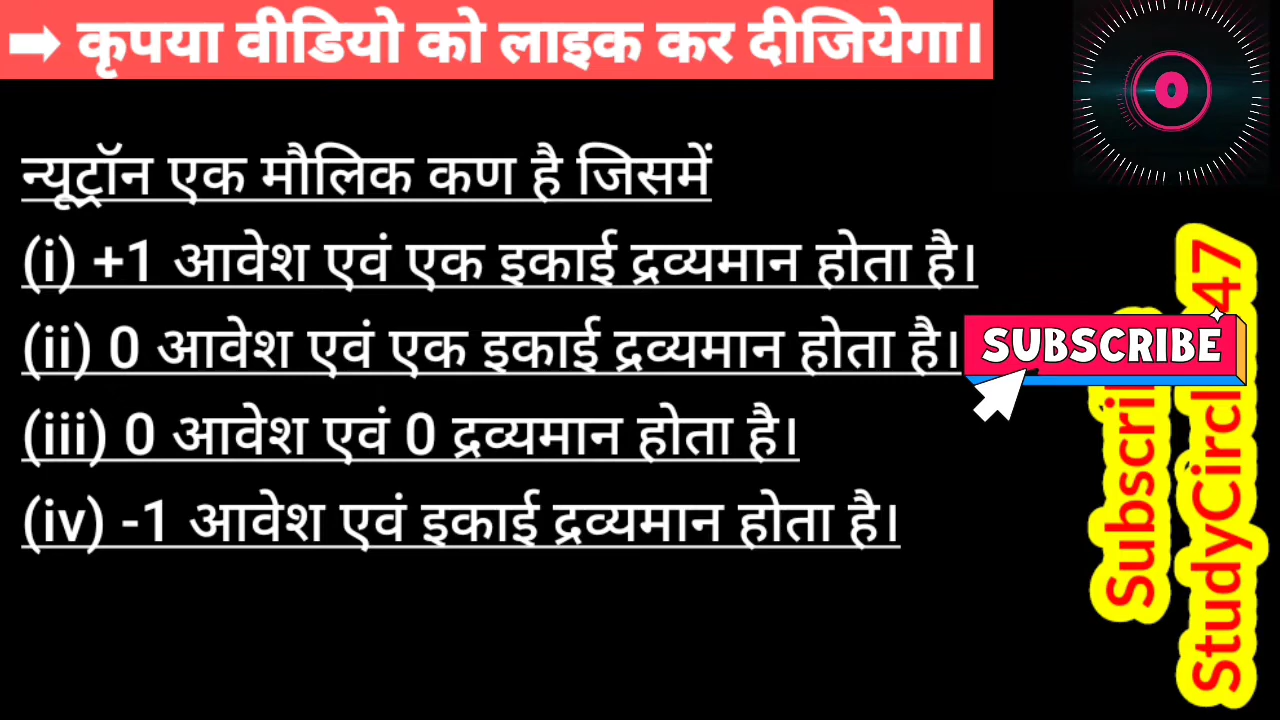 ➡ कृपया वीडियो को लाइक कर दीजियेगा।
0
न्यूट्रॉन एक मौलिक कण है जिसमें
(i) +1 आवेश एवं एक इकाई द्रव्यमान होता है।
(ii) 0 आवेश एवं एक इकाई द्रव्यमान होता है।
(iii) 0 आवेश एवं 0 द्रव्यमान होता है।
(iv) -1 आवेश एवं इकाई द्रव्यमान होता है।
SUBSCRIBE